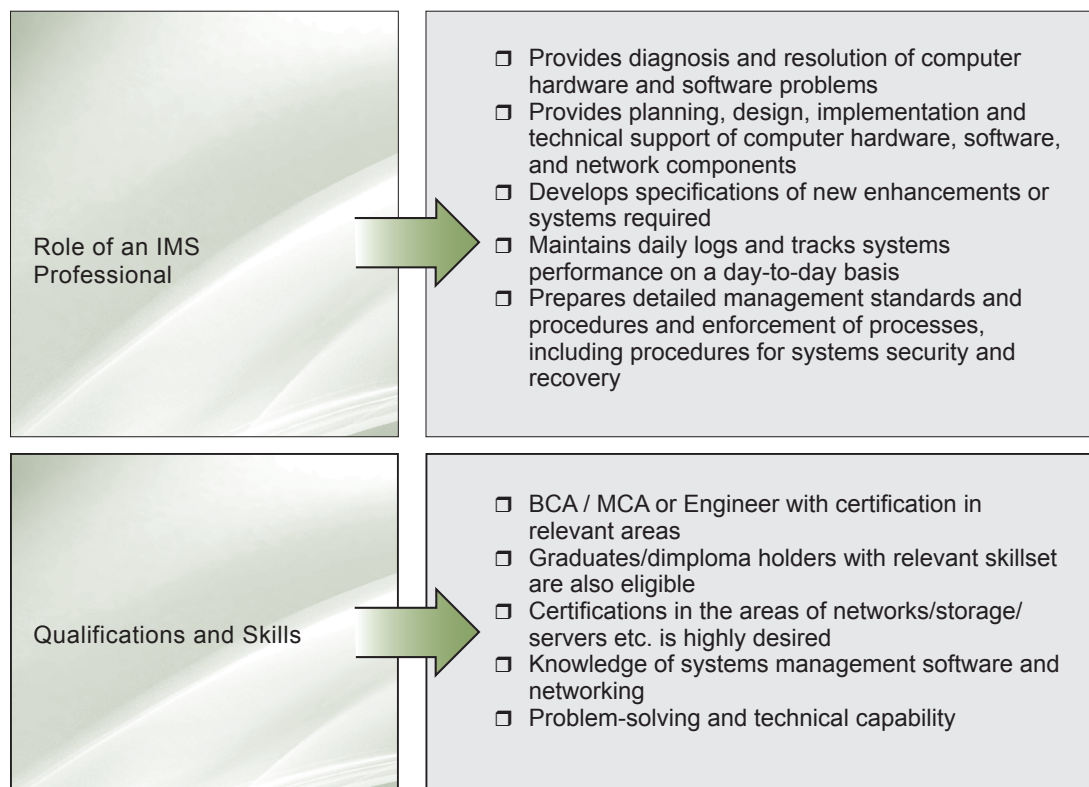 Role of an IMS
Professional
❒ Provides diagnosis and resolution of computer
hardware and software problems
❒ Provides planning, design, implementation and
technical support of computer hardware, software,
and network components
❒ Develops specifications of new enhancements or
systems required
❒ Maintains daily logs and tracks systems
performance on a day-to-day basis
❒ Prepares detailed management standards and
procedures and enforcement of processes,
including procedures for systems security and
recovery
Qualifications and Skills
❒ BCA / MCA or Engineer with certification in
relevant areas
❒ Graduates/dimploma holders with relevant skillset
are also eligible
❒ Certifications in the areas of networks/storage/
servers etc. is highly desired
❒ Knowledge of systems management software and
networking
❒ Problem-solving and technical capability